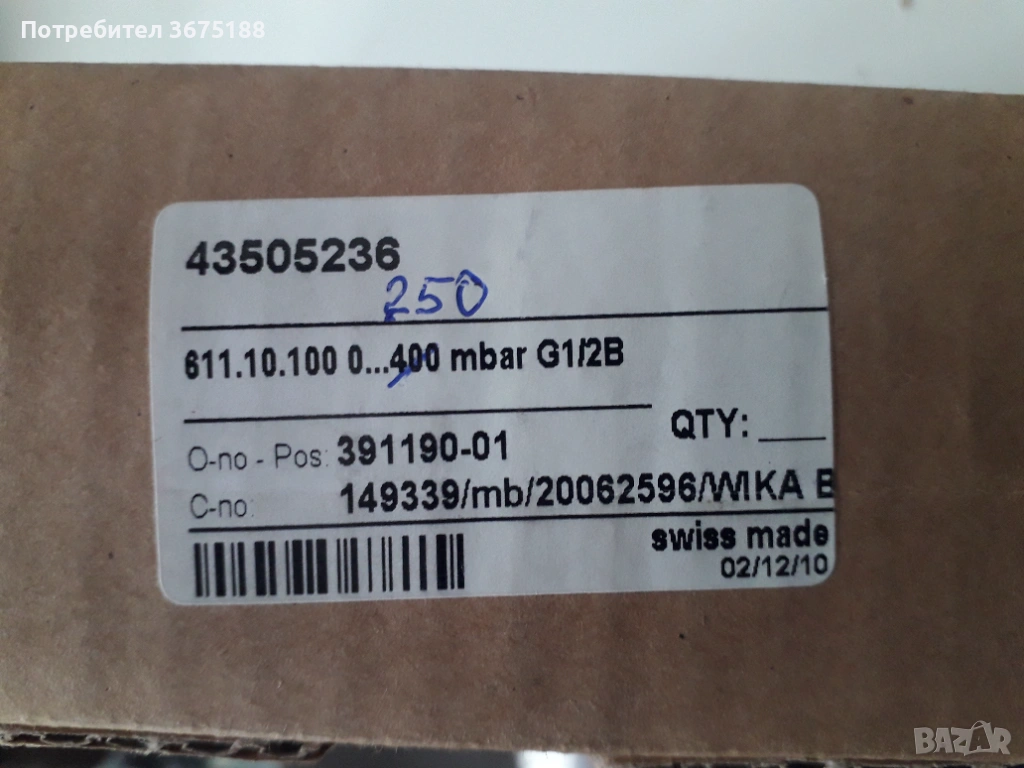 Потребител 3675188
43505236
250
611.10.100 0...400 mbar G1/2B
QTY: ___
O-no - Pos: 391190-01
C-no: 149339/mb/20062596/WIKA B
swiss made
02/12/10
BAZAR